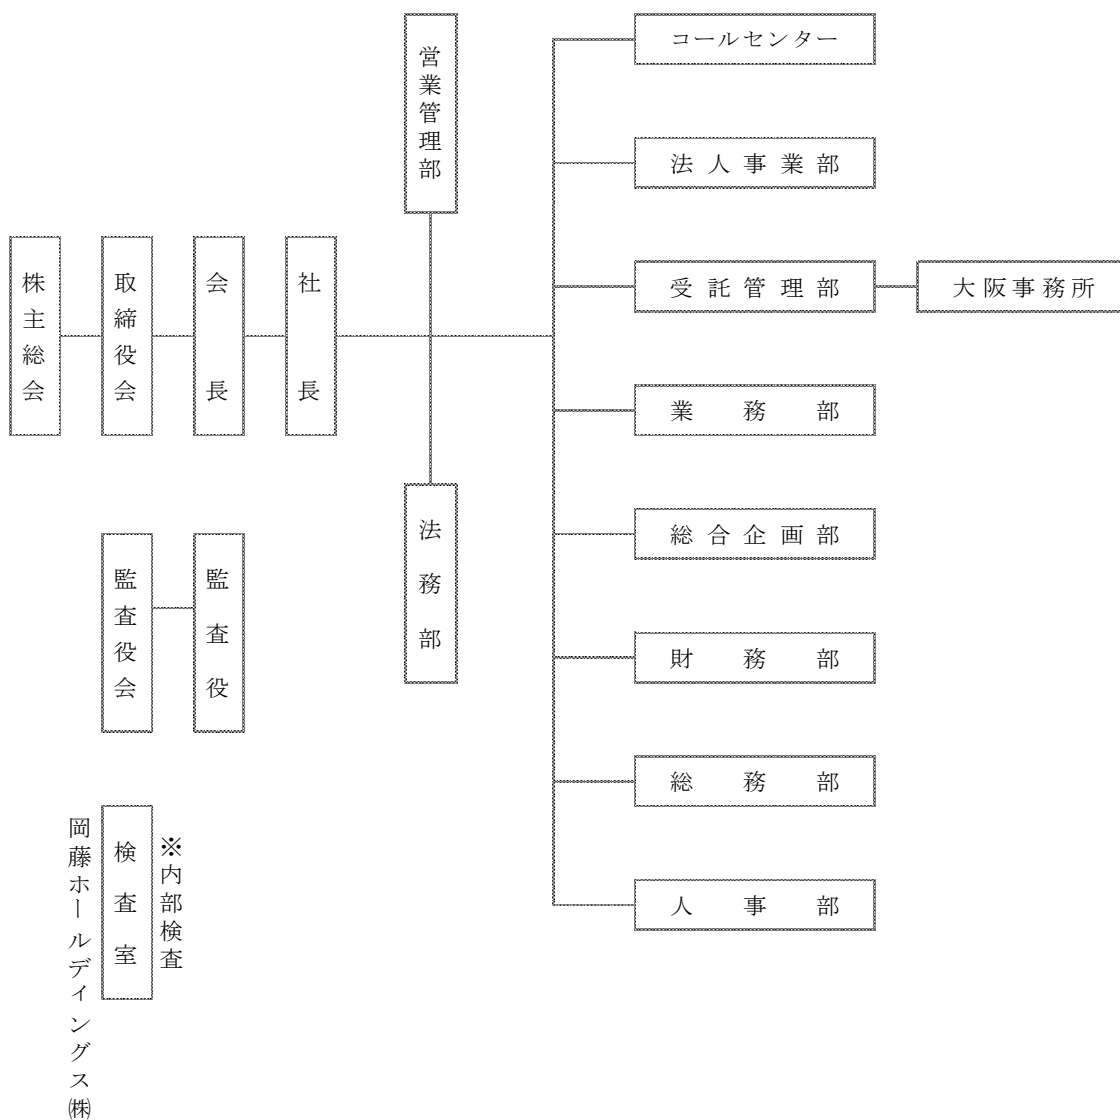 営業管理部
コールセンター
法人事業部
受託管理部
大阪事務所
株主総会
取締役会
会長
社長
業務部
法務部
総合企画部
監査役会
監査役
財務部
総務部
人事部
岡藤ホールディングス㈱
検査室
※内部検査